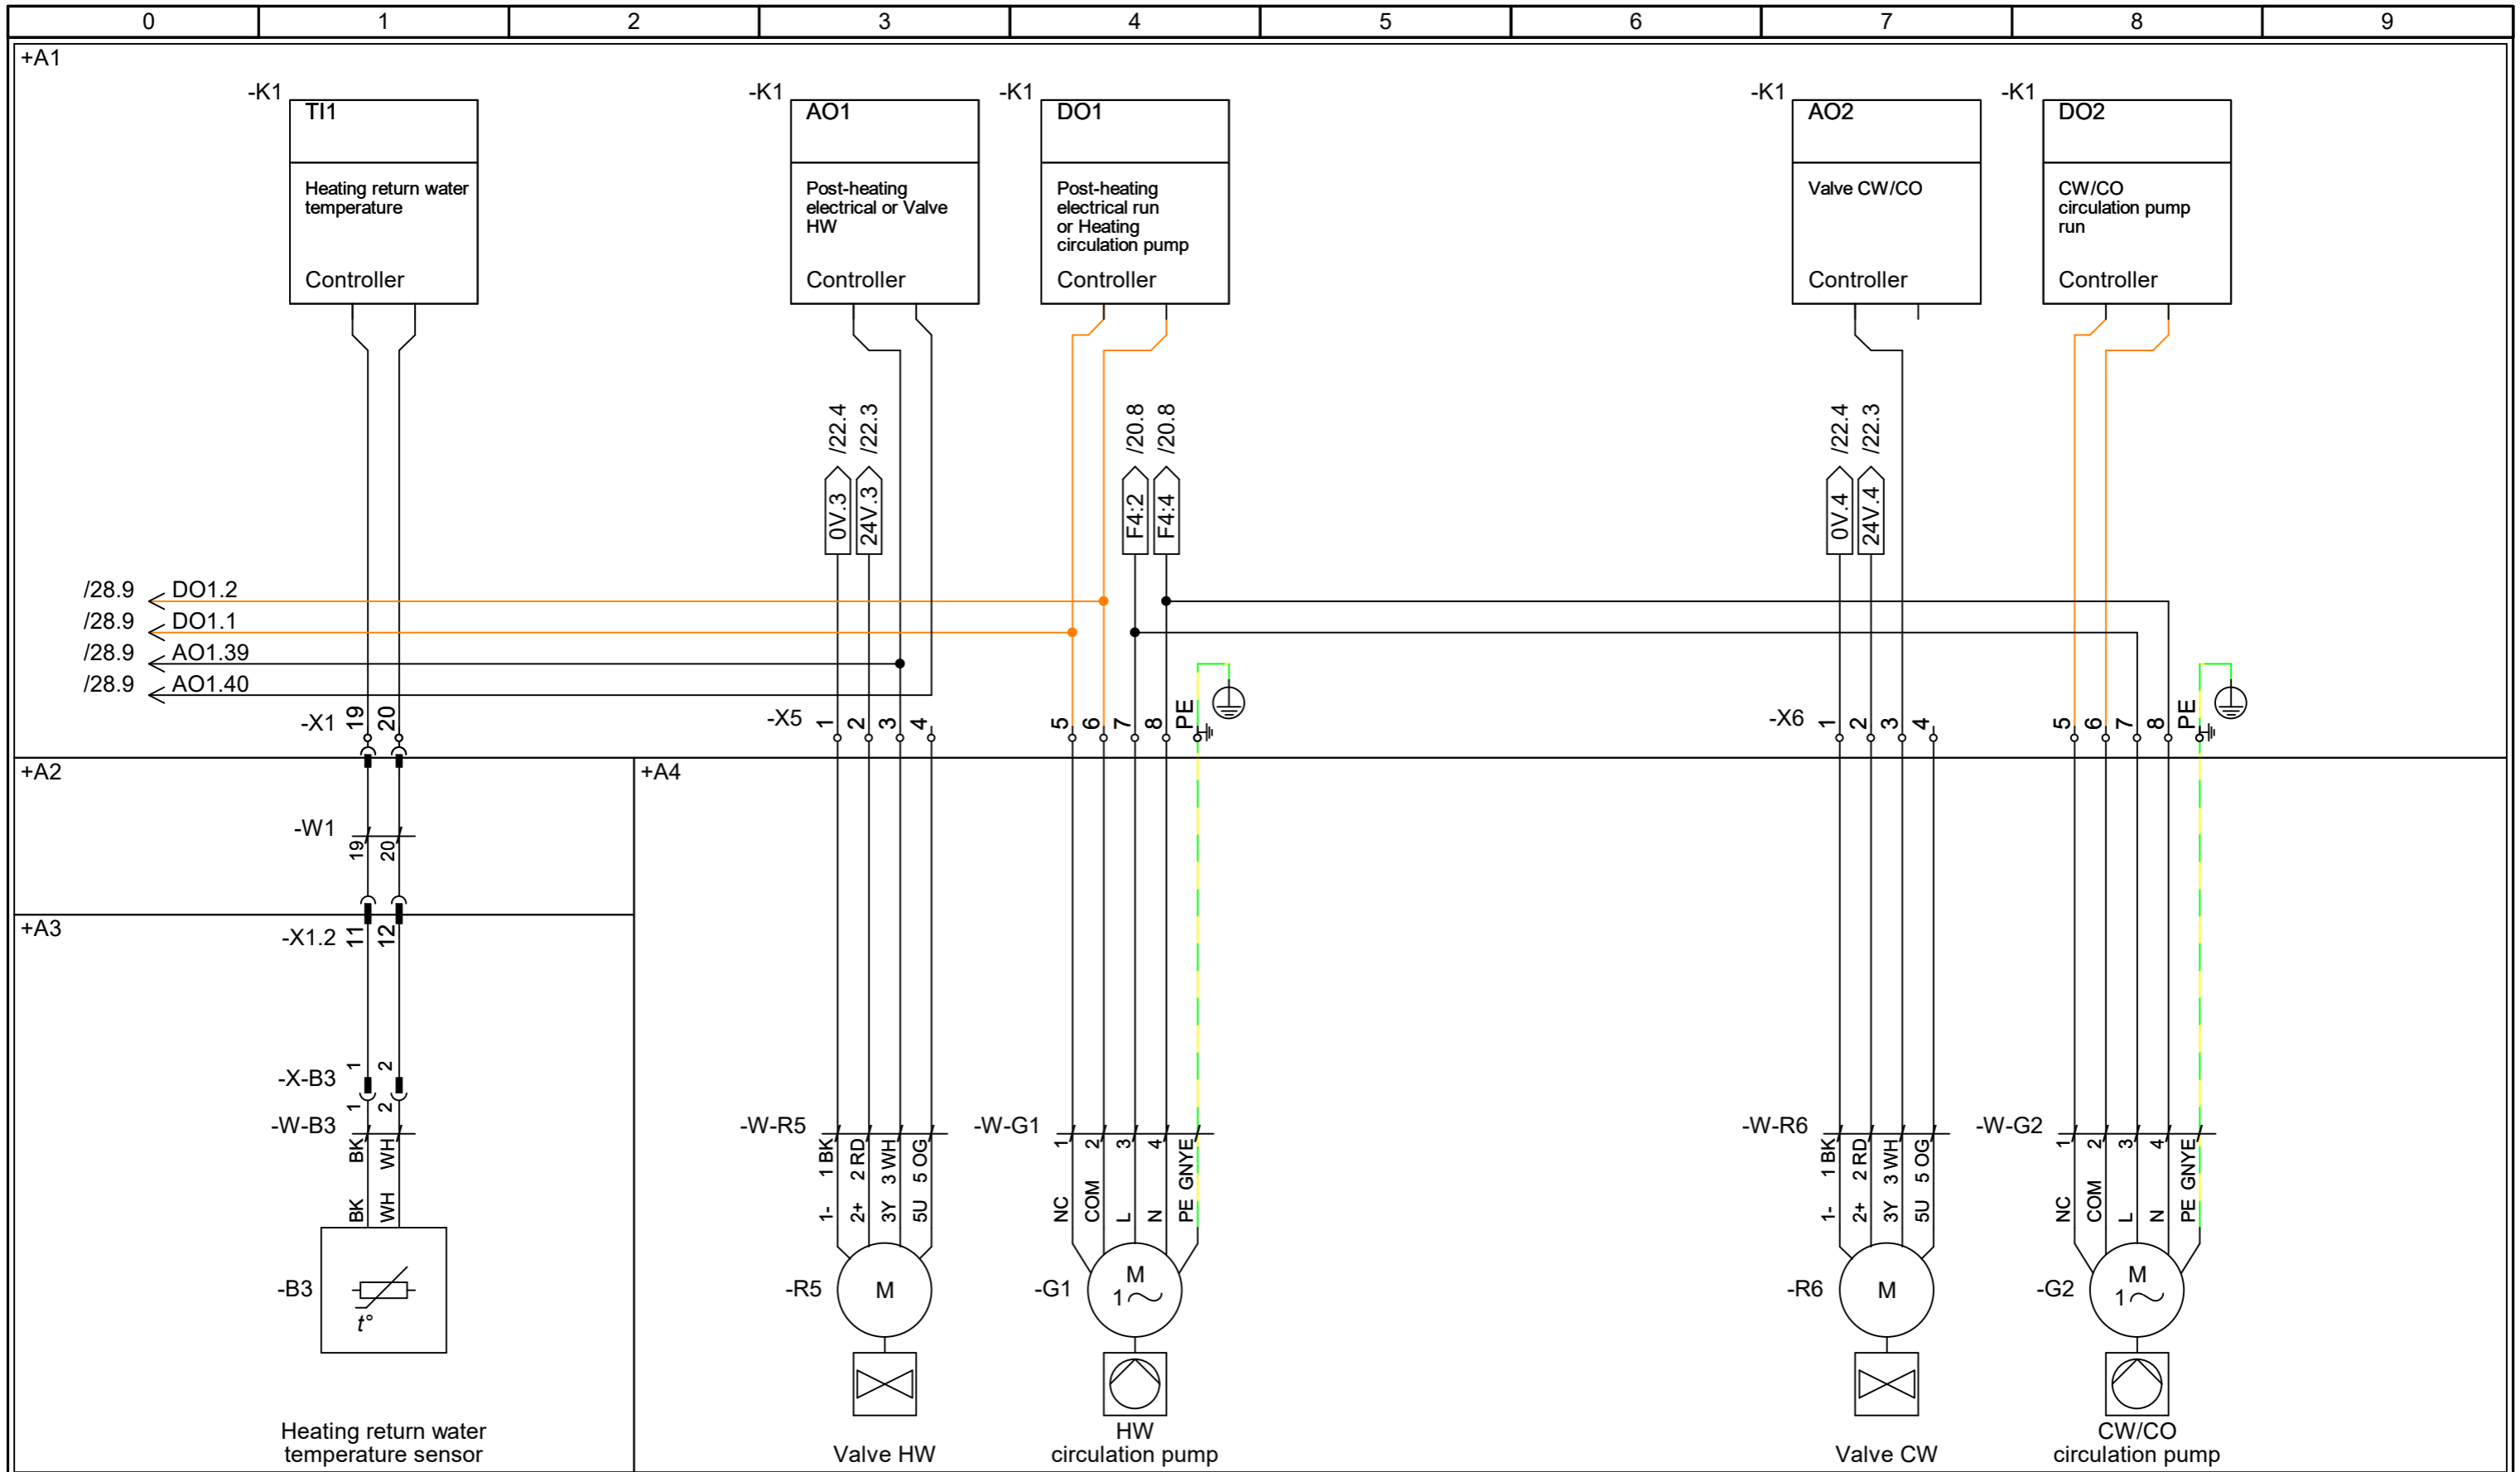 0 1 2 3 4 5 6 7 8 9
+A1
-K1
TI1
Heating return water
temperature
Controller
-K1
AO1
Post-heating
electrical or Valve
HW
Controller
-K1
DO1
Post-heating
electrical run
or Heating
circulation pump
Controller
-K1
AO2
Valve CW/CO
Controller
-K1
DO2
CW/CO
circulation pump
run
Controller
/22.4 /22.3 /20.8 /20.8 /22.4 /22.3
0V.3 24V.3 F4:2 F4:4 0V.4 24V.4
/28.9 DO1.2
/28.9 DO1.1
/28.9 AO1.39
/28.9 AO1.40
-X1 19 20 -X5 1 2 3 4 5 6 7 8 PE -X6 1 2 3 4 5 6 7 8 PE
+A2 +A4
-W1
19 20
+A3
-X1.2 11 12
-X-B3 1 2
1 2
-W-B3 -W-R5 -W-G1 -W-R6 -W-G2
BK WH 1 BK 2 RD 3 WH 5 OG 1 2 3 4 GNYE 1 BK 2 RD 3 WH 5 OG 1 2 3 4 GNYE
BK WH 1- 2+ 3Y 5U NC COM L N PE 1- 2+ 3Y 5U NC COM L N PE
-B3 t° -R5 M -G1 M 1 -R6 M -G2 M 1
Heating return water
temperature sensor
Valve HW
HW
circulation pump
Valve CW
CW/CO
circulation pump